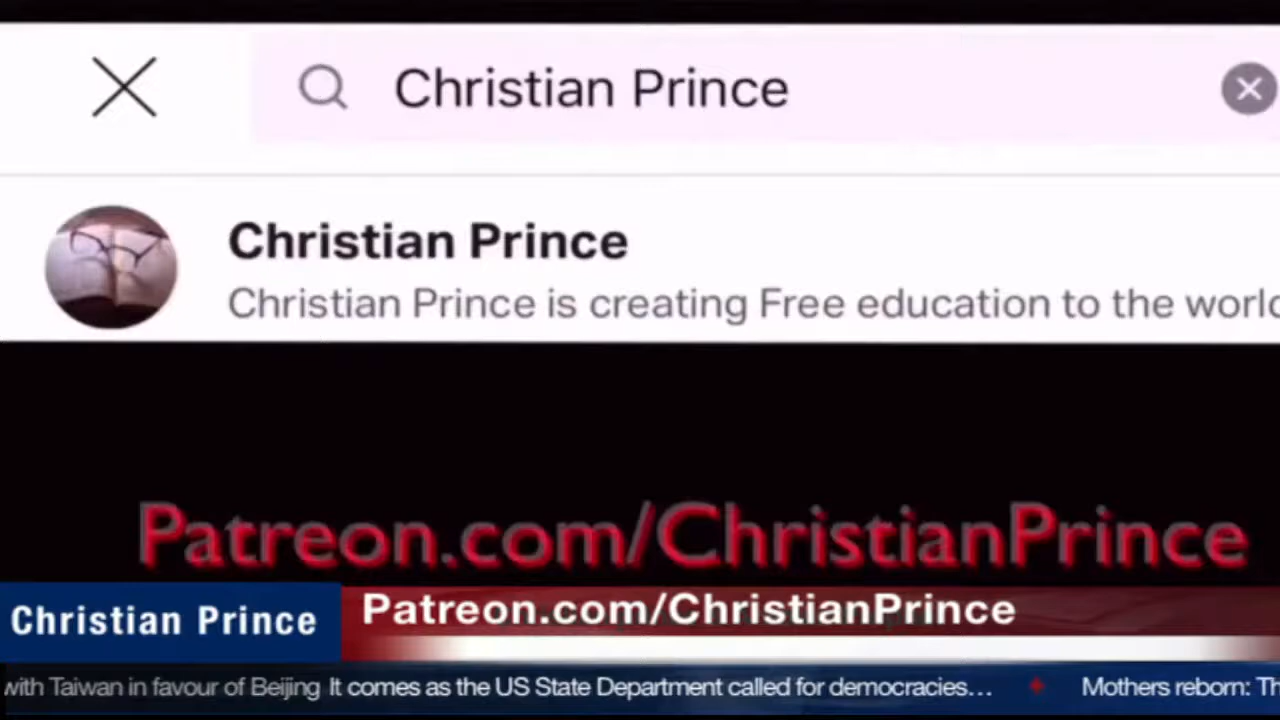 Christian Prince
Christian Prince
Christian Prince is creating Free education to the world
Patreon.com/ChristianPrince
Christian Prince
Patreon.com/ChristianPrince
with Taiwan in favour of Beijing It comes as the US State Department called for democracies... Mothers reborn: